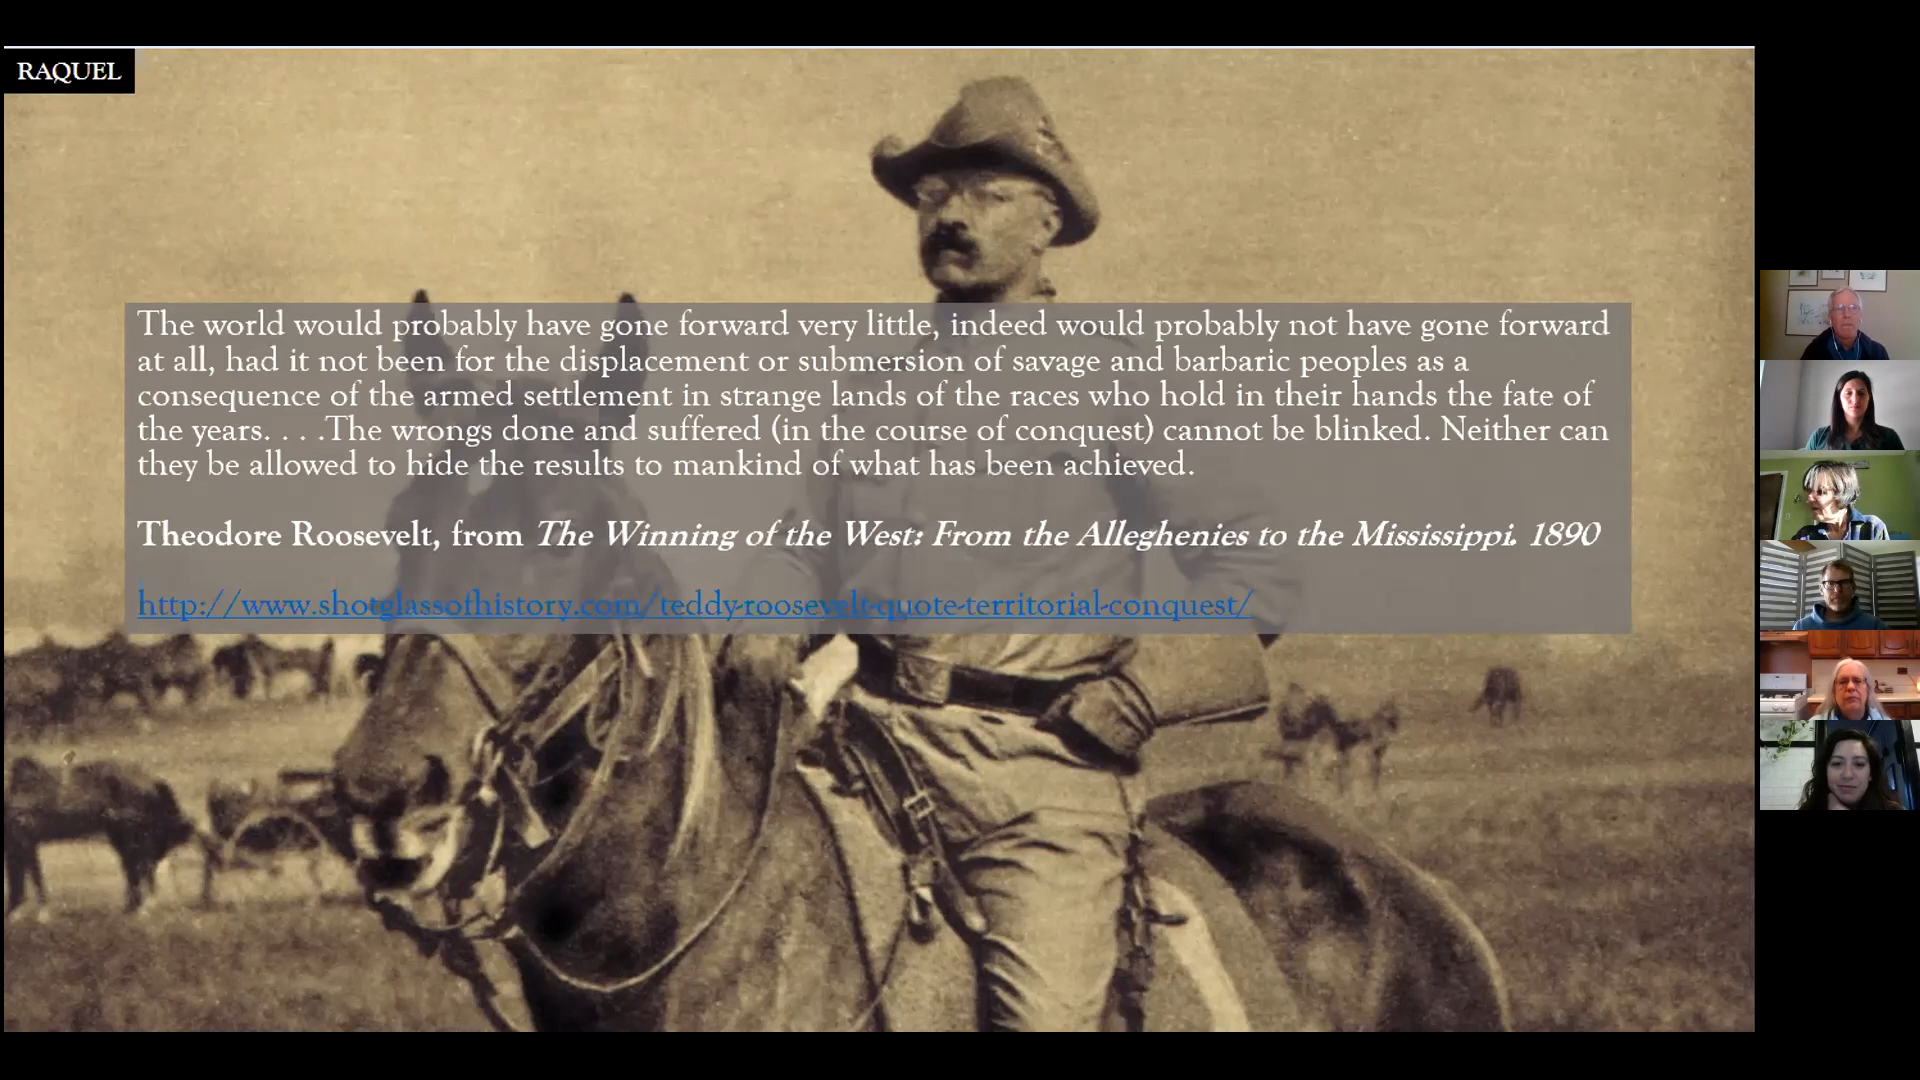 RAQUEL
The world would probably have gone forward very little, indeed would probably not have gone forward
at all, had it not been for the displacement or submersion of savage and barbaric peoples as a
consequence of the armed settlement in strange lands of the races who hold in their hands the fate of
the years. . . .The wrongs done and suffered (in the course of conquest) cannot be blinked. Neither can
they be allowed to hide the results to mankind of what has been achieved.
Theodore Roosevelt, from The Winning of the West: From the Alleghenies to the Mississippi. 1890
http://www.shotglassofhistory.com/teddy-roosevelt-quote-territorial-conquest/